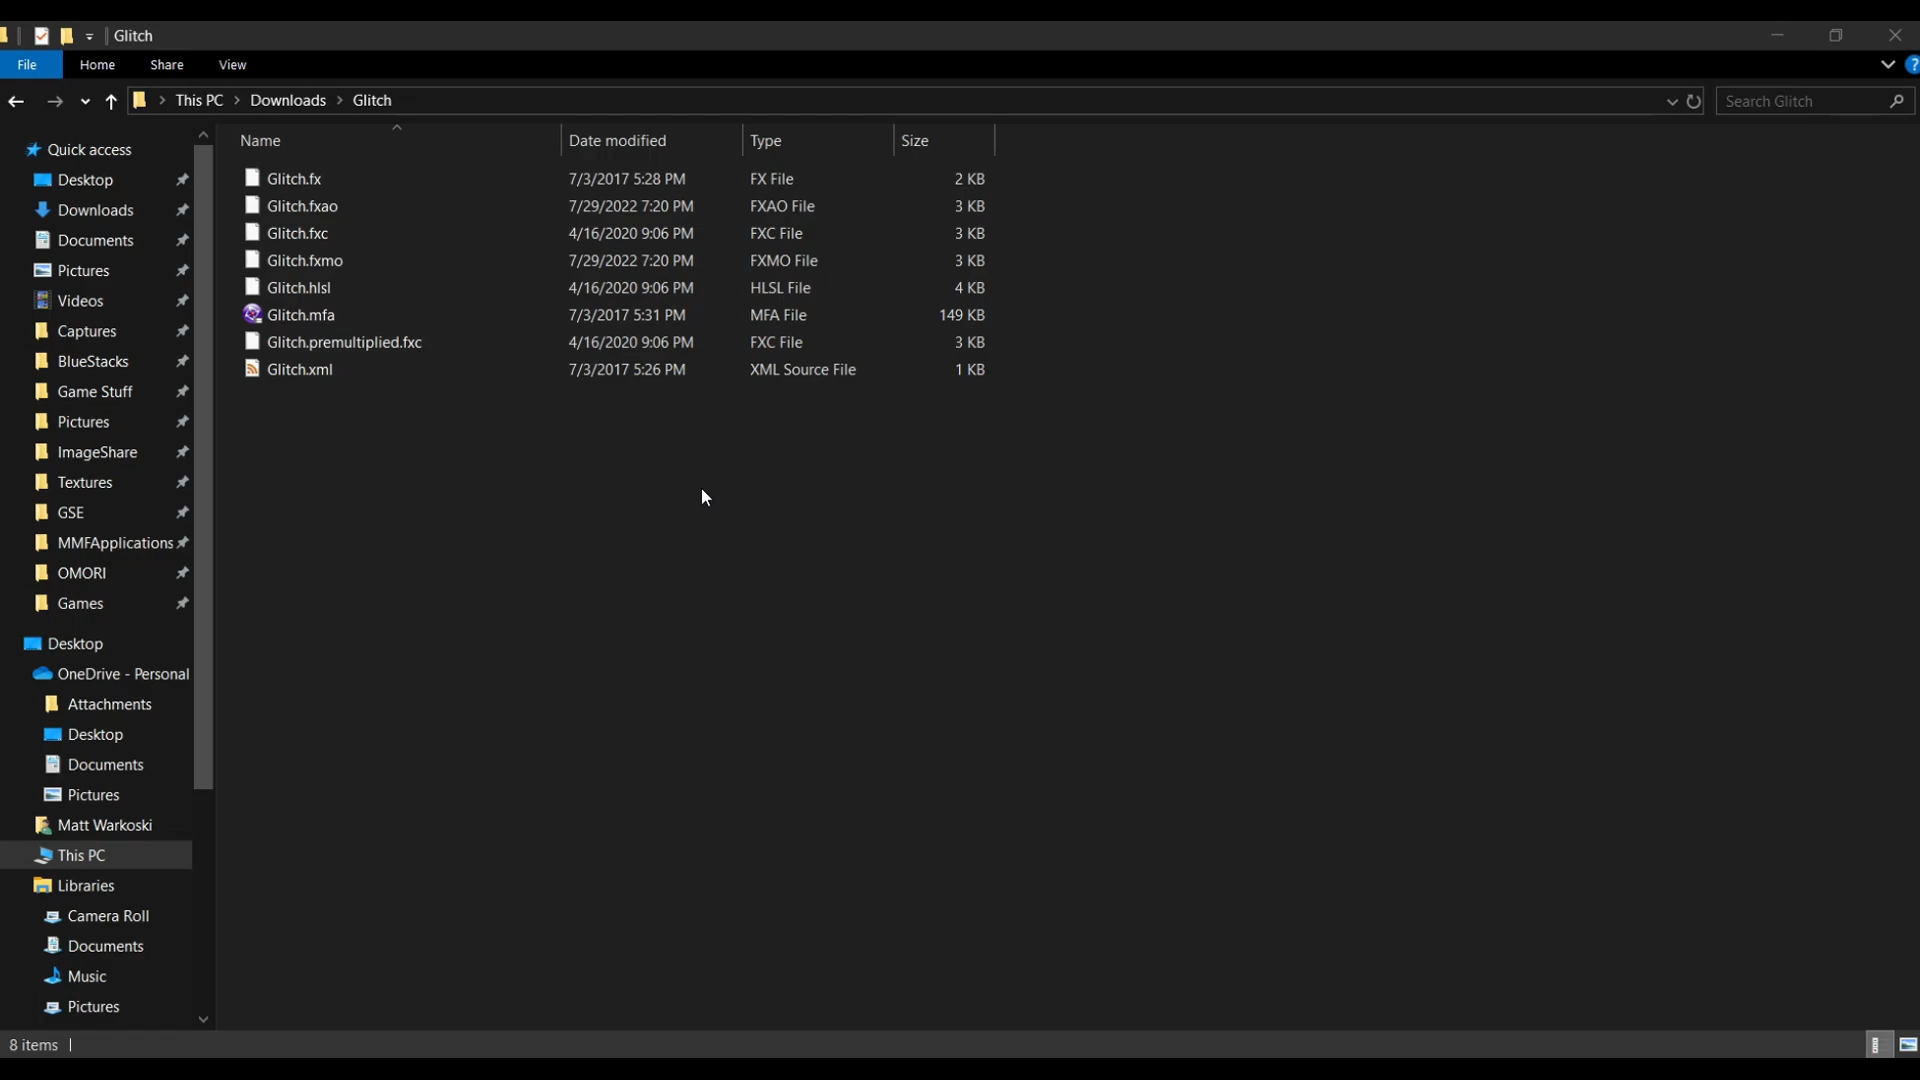 Glitch
File Home Share View
This PC > Downloads > Glitch
Search Glitch
Name Date modified Type Size
Glitch.fx 7/3/2017 5:28 PM FX File 2 KB
Glitch.fxao 7/29/2022 7:20 PM FXAO File 3 KB
Glitch.fxc 4/16/2020 9:06 PM FXC File 3 KB
Glitch.fxmo 7/29/2022 7:20 PM FXMO File 3 KB
Glitch.hlsl 4/16/2020 9:06 PM HLSL File 4 KB
Glitch.mfa 7/3/2017 5:31 PM MFA File 149 KB
Glitch.premultiplied.fxc 4/16/2020 9:06 PM FXC File 3 KB
Glitch.xml 7/3/2017 5:26 PM XML Source File 1 KB
Quick access
Desktop
Downloads
Documents
Pictures
Videos
Captures
BlueStacks
Game Stuff
Pictures
ImageShare
Textures
GSE
MMFApplications
OMORI
Games
Desktop
OneDrive - Personal
Attachments
Desktop
Documents
Pictures
Matt Warkoski
This PC
Libraries
Camera Roll
Documents
Music
Pictures
8 items